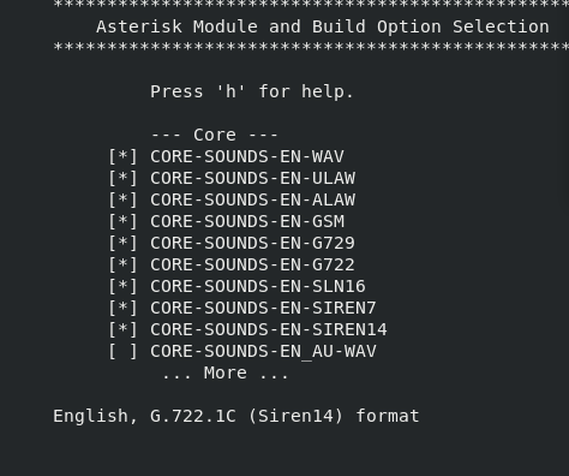 ************************************************
Asterisk Module and Build Option Selection
************************************************
Press 'h' for help.
--- Core ---
[*] CORE-SOUNDS-EN-WAV
[*] CORE-SOUNDS-EN-ULAW
[*] CORE-SOUNDS-EN-ALAW
[*] CORE-SOUNDS-EN-GSM
[*] CORE-SOUNDS-EN-G729
[*] CORE-SOUNDS-EN-G722
[*] CORE-SOUNDS-EN-SLN16
[*] CORE-SOUNDS-EN-SIREN7
[*] CORE-SOUNDS-EN-SIREN14
[ ] CORE-SOUNDS-EN_AU-WAV
... More ...
English, G.722.1C (Siren14) format